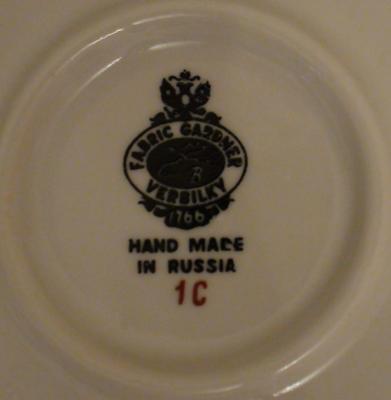 FABRIC GARDNER
VERBILKY
1766
HAND MADE
IN RUSSIA
1C